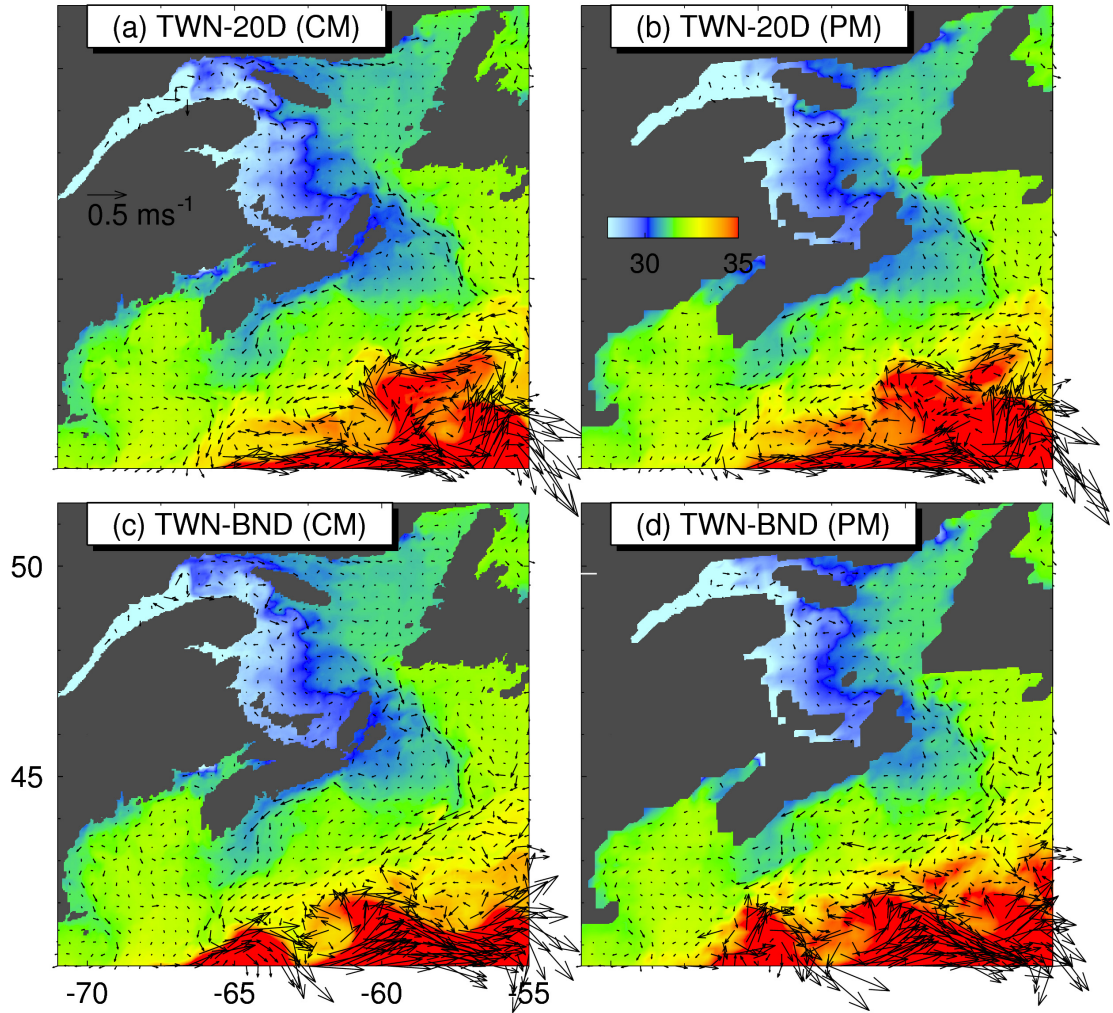 (a) TWN-20D (CM)
(b) TWN-20D (PM)
0.5 ms⁻¹
30 35
(c) TWN-BND (CM)
(d) TWN-BND (PM)
50
45
-70 -65 -60 -55